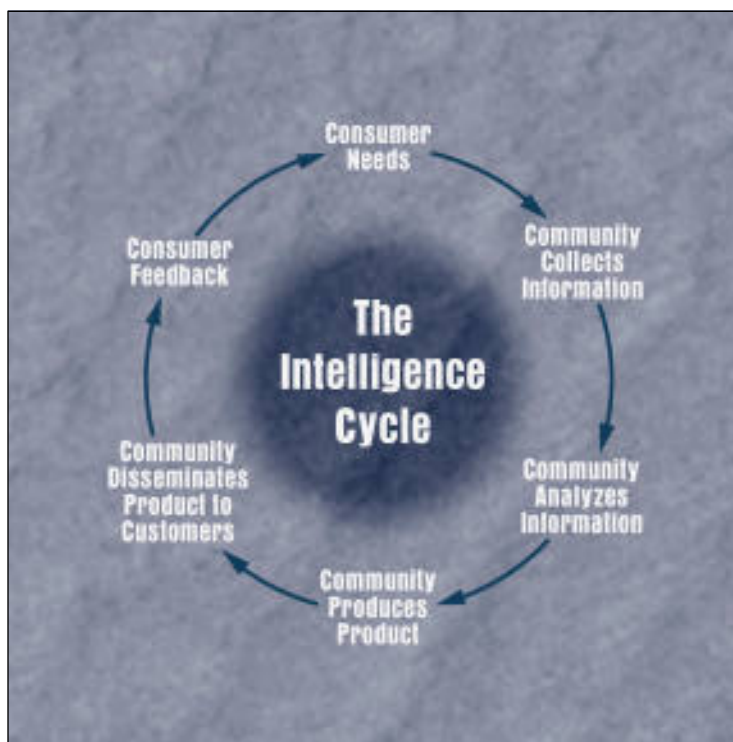 The
Intelligence
Cycle
Consumer
Needs
Community
Collects
Information
Community
Analyzes
Information
Community
Produces
Product
Community
Disseminates
Product to
Customers
Consumer
Feedback